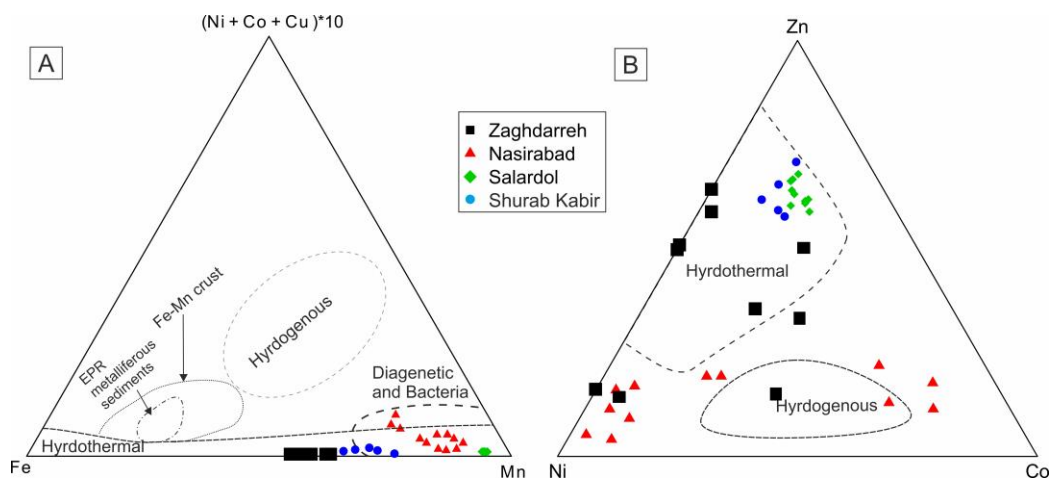 (Ni + Co + Cu )*10
A
Fe-Mn crust
EPR
metalliferous
sediments
Hyrdogenous
Diagenetic
and Bacteria
Hyrdothermal
Fe
Mn
Zaghdarreh
Nasirabad
Salardol
Shurab Kabir
Zn
B
Hyrdothermal
Hyrdogenous
Ni
Co